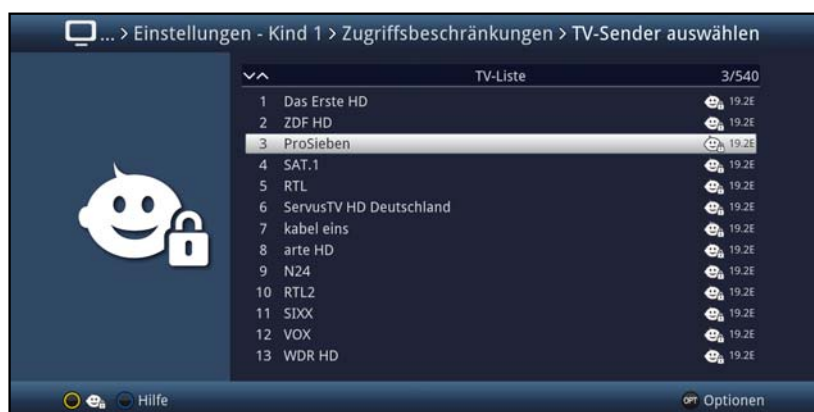 ... > Einstellungen - Kind 1 > Zugriffsbeschränkungen > TV-Sender auswählen
TV-Liste 3/540
1 Das Erste HD 19.2E
2 ZDF HD 19.2E
3 ProSieben 19.2E
4 SAT.1 19.2E
5 RTL 19.2E
6 ServusTV HD Deutschland 19.2E
7 kabel eins 19.2E
8 arte HD 19.2E
9 N24 19.2E
10 RTL2 19.2E
11 SIXX 19.2E
12 VOX 19.2E
13 WDR HD 19.2E
Hilfe OPT Optionen